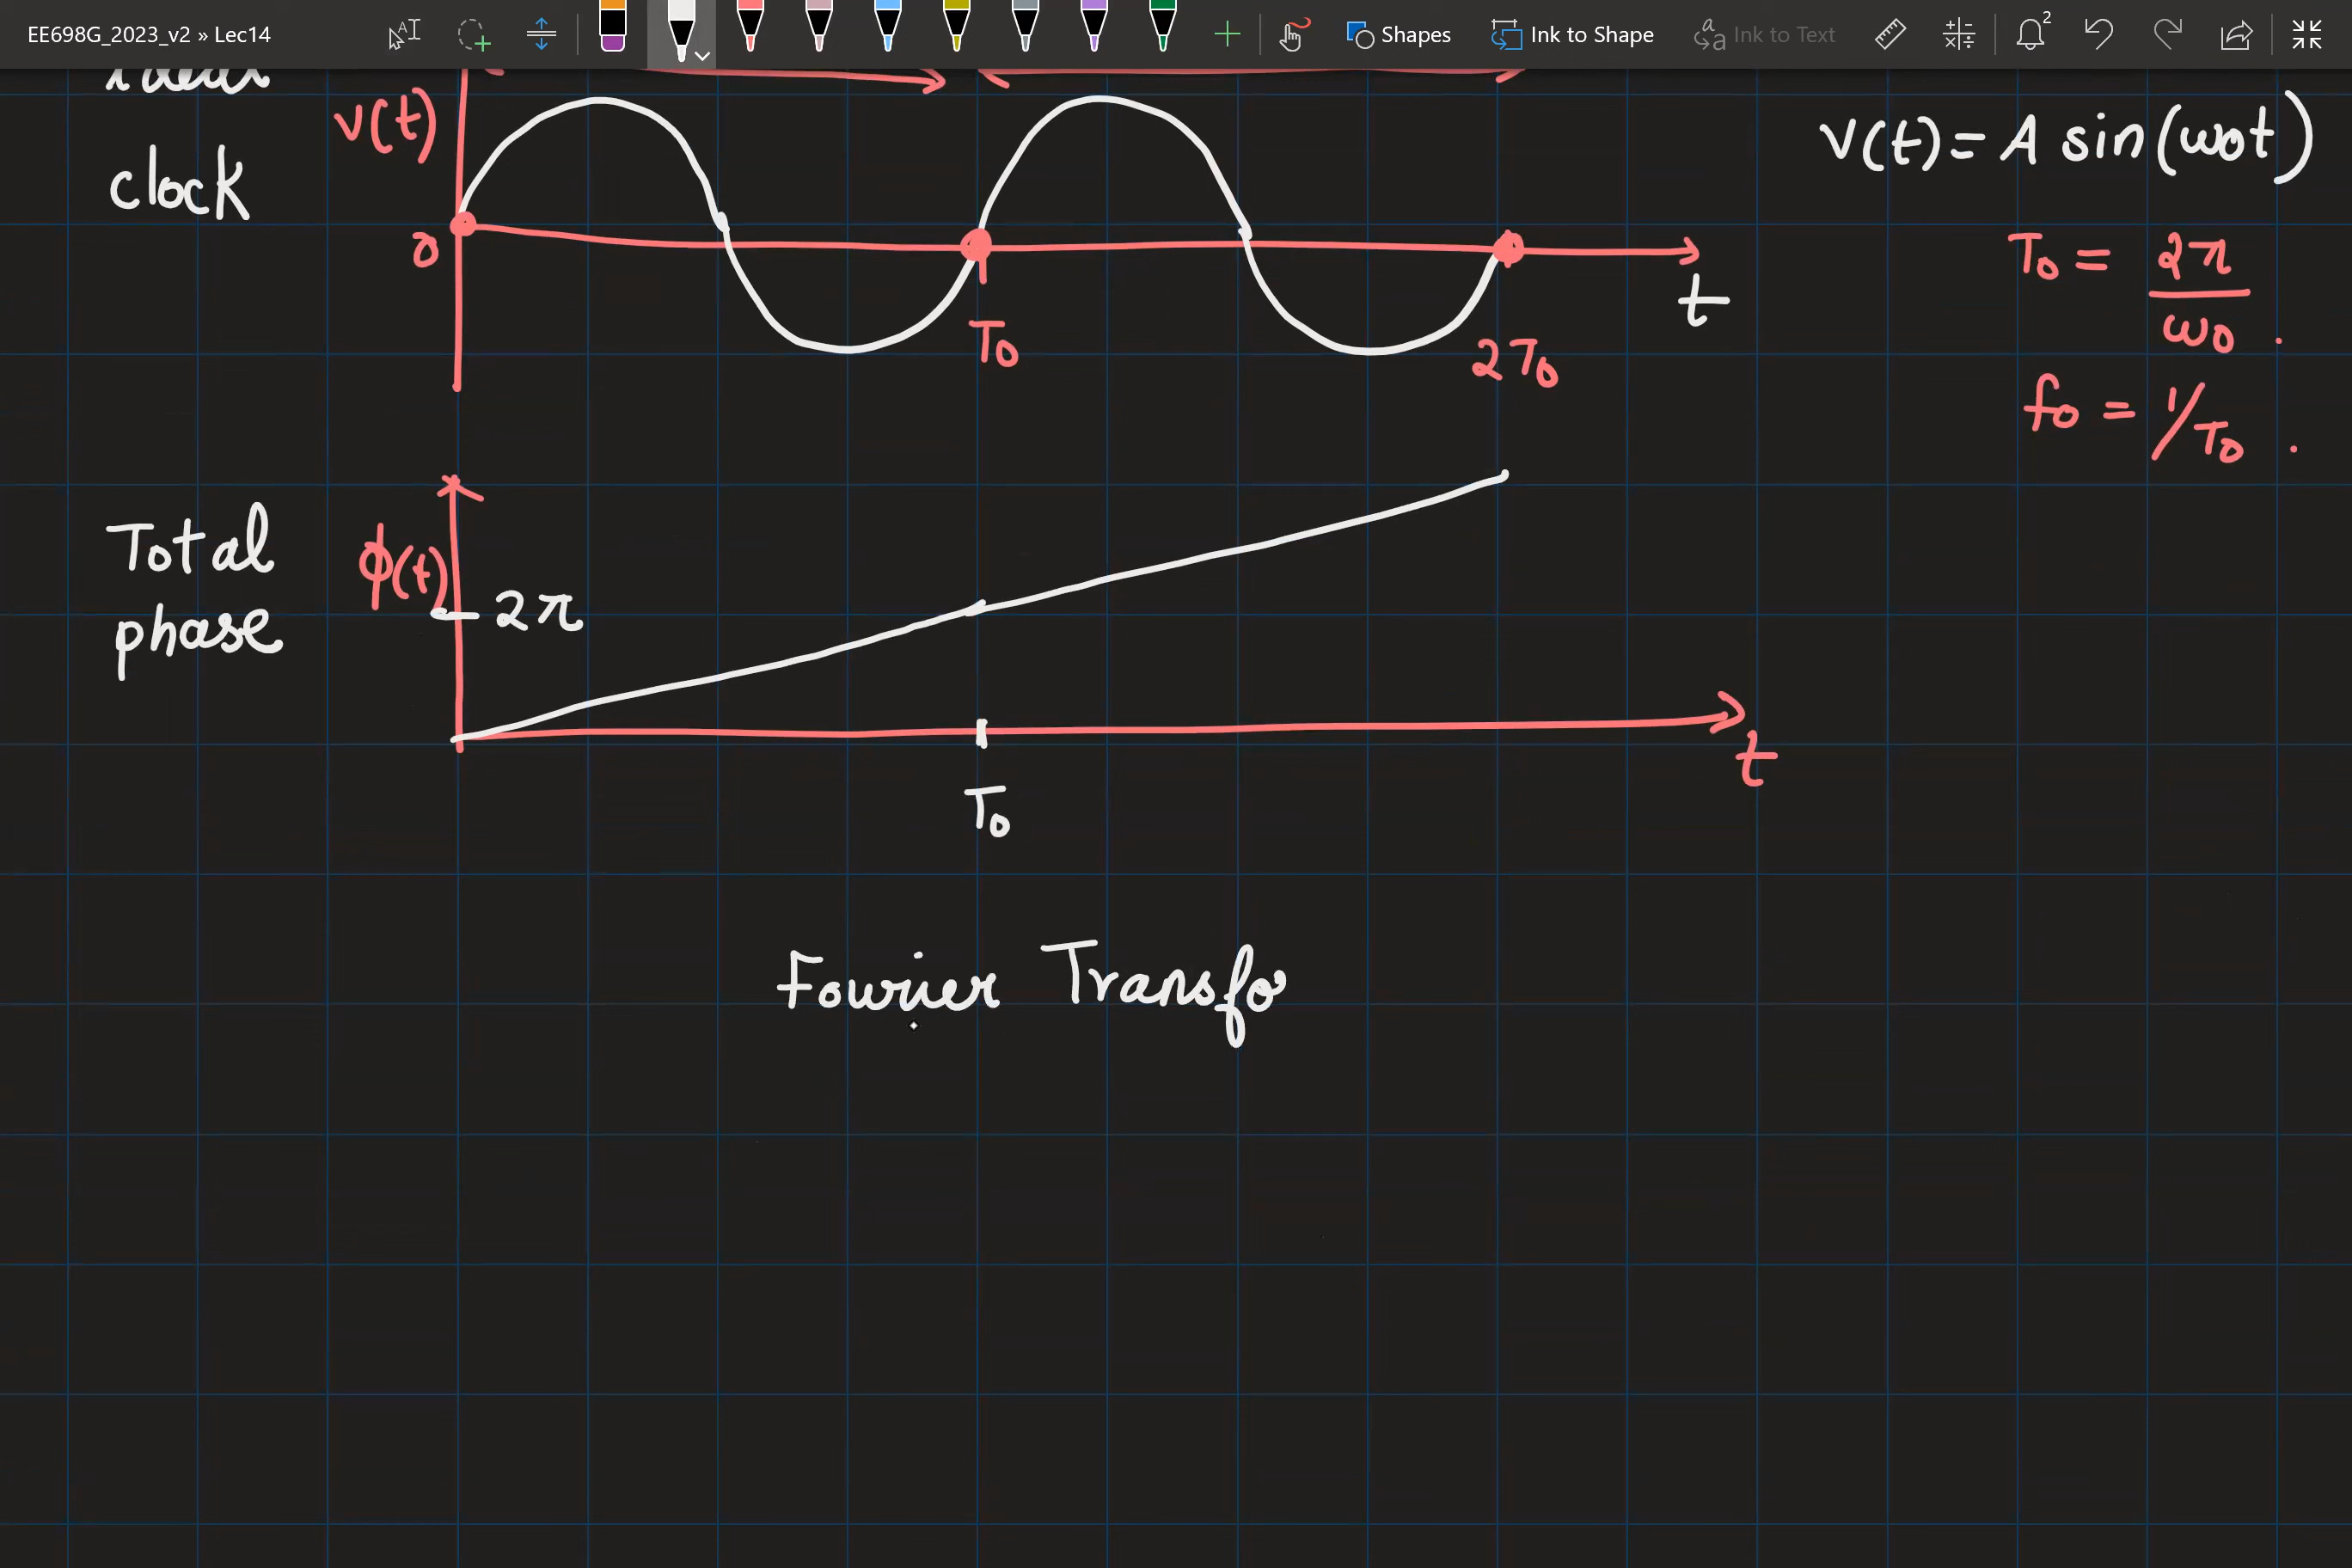 EE698G_2023_v2 » Lec14
Shapes
Ink to Shape
Ink to Text
2
clock
v(t)
0
T₀
2T₀
t
v(t) = A sin(ω₀t)
T₀ = 2π/ω₀ .
f₀ = 1/T₀ .
Total
phase
ϕ(t)
2π
T₀
t
Fourier Transfo